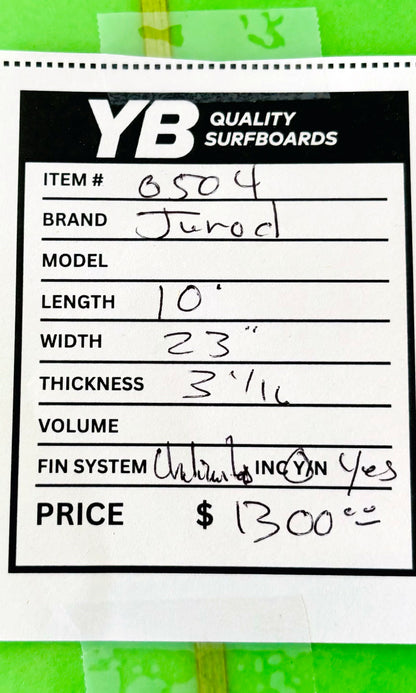 YB QUALITY
SURFBOARDS
ITEM # 0504
BRAND Jurod
MODEL
LENGTH 10'
WIDTH 23"
THICKNESS 3 1/16
VOLUME
FIN SYSTEM INC Y/N Yes
PRICE $ 1300.00